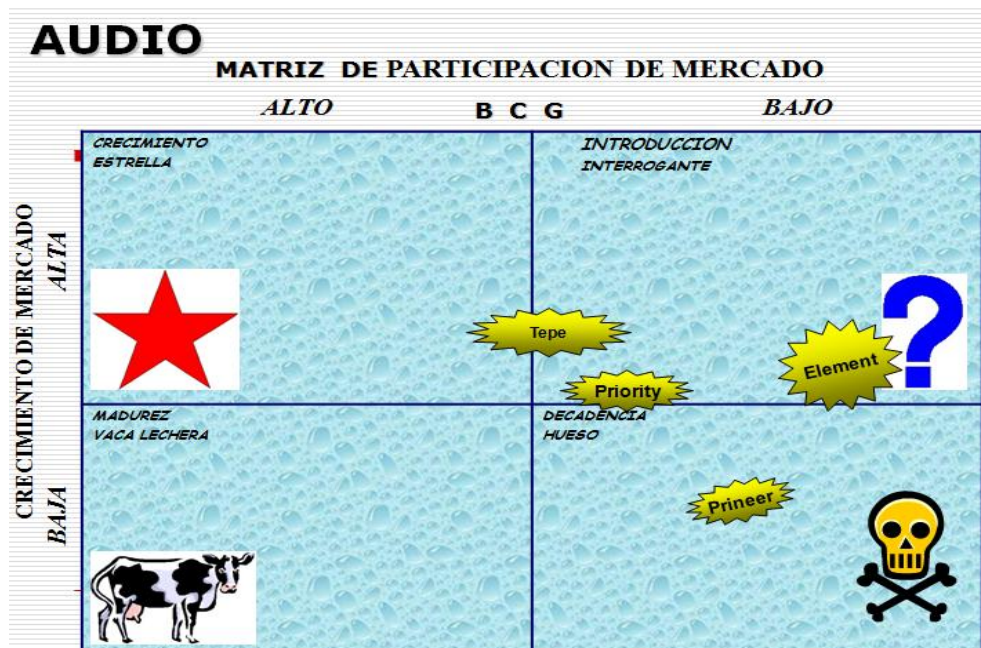 AUDIO
MATRIZ DE PARTICIPACION DE MERCADO
ALTO B C G BAJO
CRECIMIENTO DE MERCADO
ALTA
BAJA
CRECIMIENTO
ESTRELLA
INTRODUCCION
INTERROGANTE
Tepe
Priority
Element
MADUREZ
VACA LECHERA
DECADENCIA
HUESO
Prineer